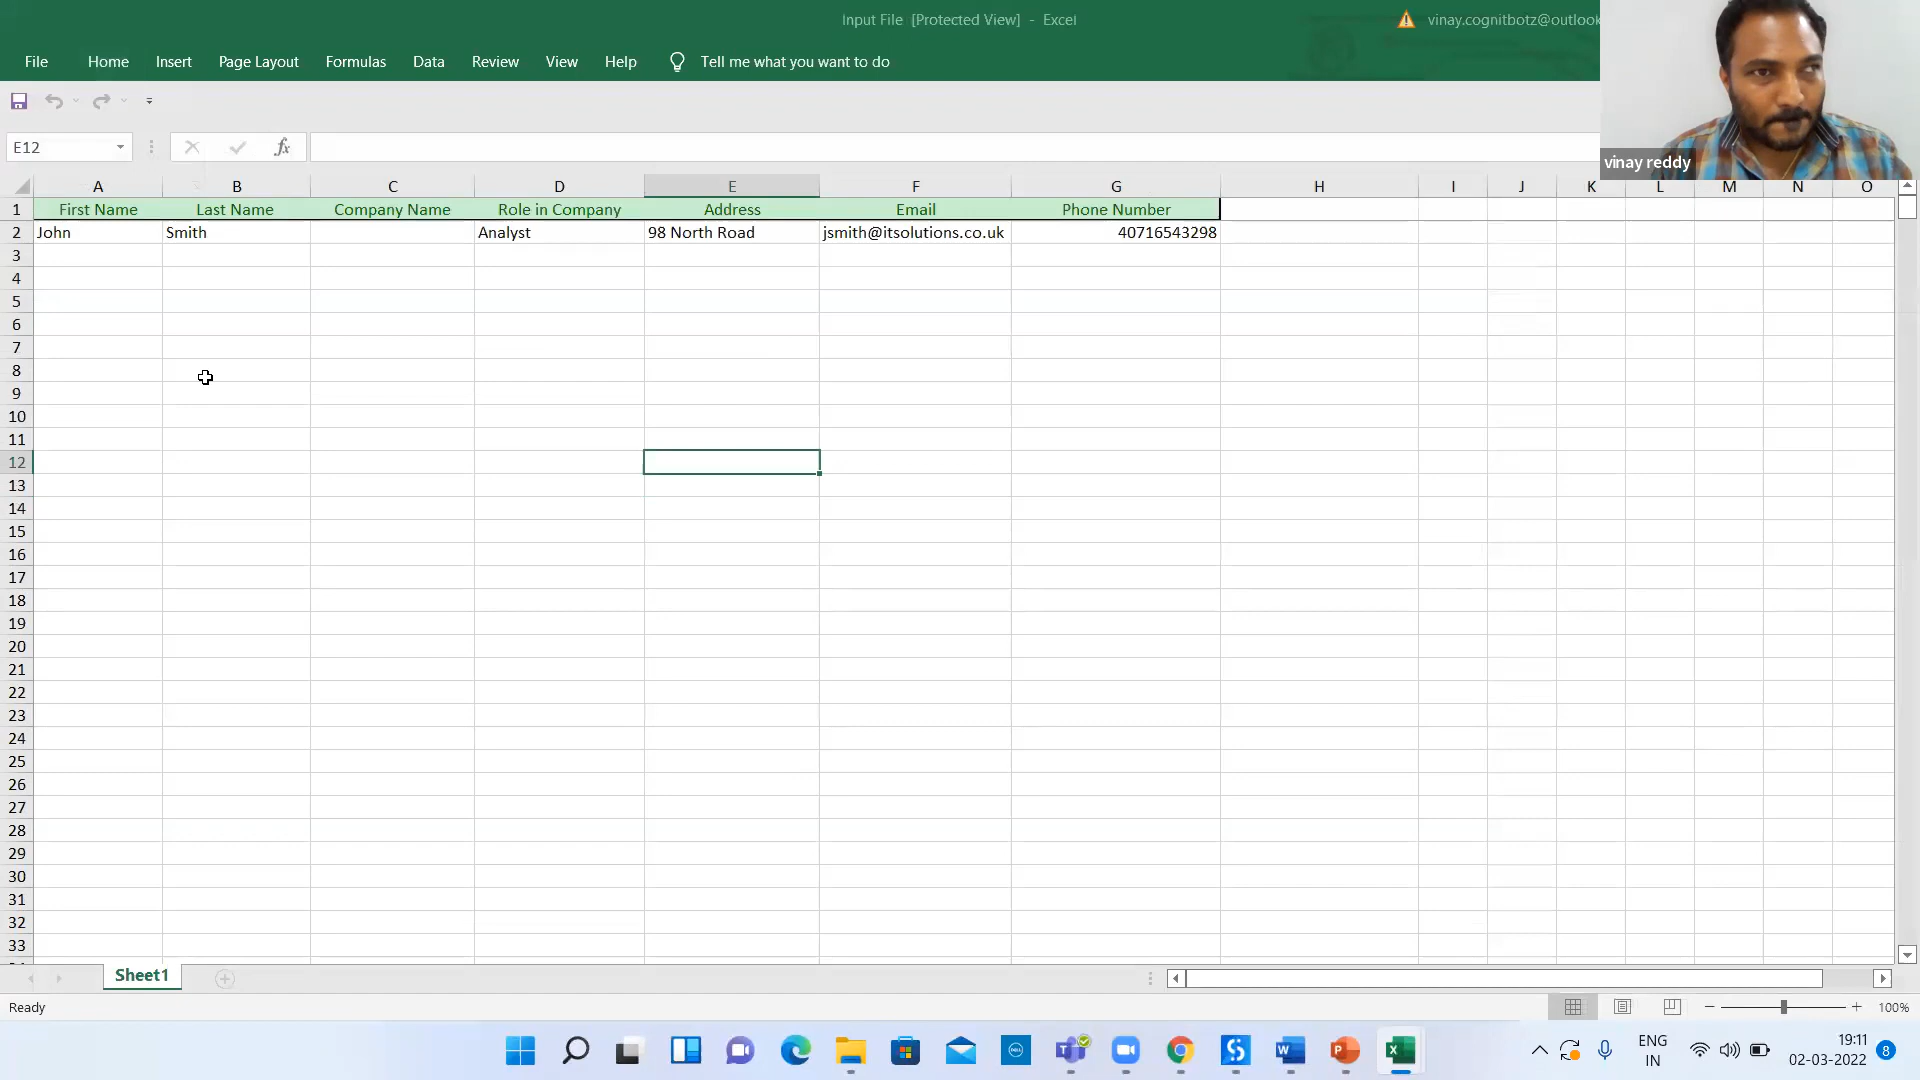 Input File [Protected View] - Excel
vinay.cognitbotz@outlook
File Home Insert Page Layout Formulas Data Review View Help Tell me what you want to do
E12 fx
vinay reddy
A B C D E F G H I J K L M N O
1 First Name Last Name Company Name Role in Company Address Email Phone Number
2 John Smith Analyst 98 North Road jsmith@itsolutions.co.uk 40716543298
3
4
5
6
7
8
9
10
11
12
13
14
15
16
17
18
19
20
21
22
23
24
25
26
27
28
29
30
31
32
33
Sheet1
Ready 100%
ENG 19:11
IN 02-03-2022 8